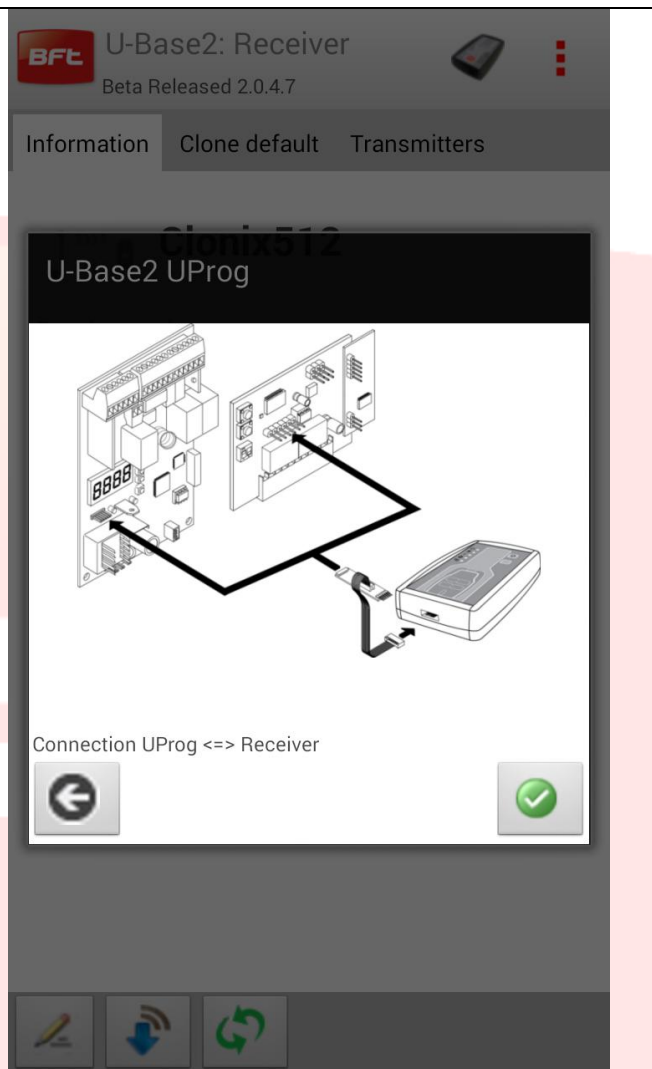 BFt
U-Base2: Receiver
Beta Released 2.0.4.7
Information Clone default Transmitters
Clonix512
U-Base2 UProg
8888
Connection UProg <=> Receiver